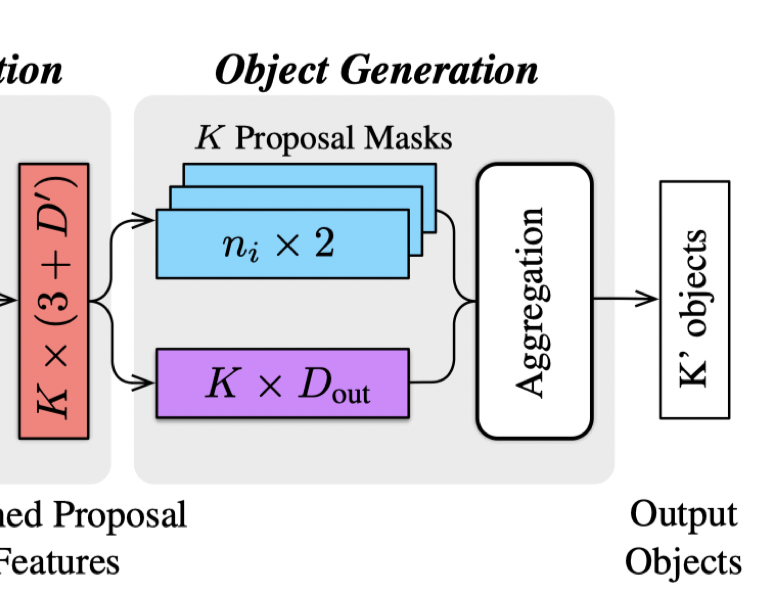 tion
Object Generation
K Proposal Masks
K × (3 + D′)
n_i × 2
K × D_out
Aggregation
K’ objects
ned Proposal
Features
Output
Objects